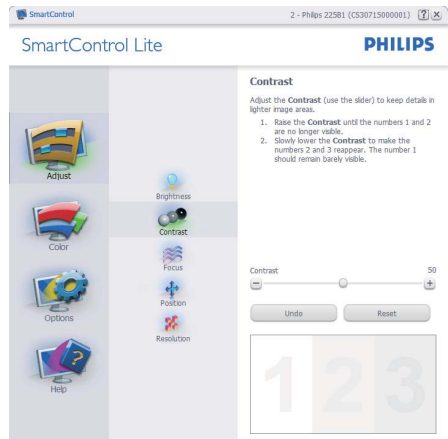 SmartControl
2 - Philips 225B1 (CS30715000001)
SmartControl Lite
PHILIPS
Adjust
Color
Options
Help
Brightness
Contrast
Focus
Position
Resolution
Contrast
Adjust the Contrast (use the slider) to keep details in
lighter image areas.
1. Raise the Contrast until the numbers 1 and 2
are no longer visible.
2. Slowly lower the Contrast to make the
numbers 2 and 3 reappear. The number 1
should remain barely visible.
Contrast 50
Undo Reset
1 2 3